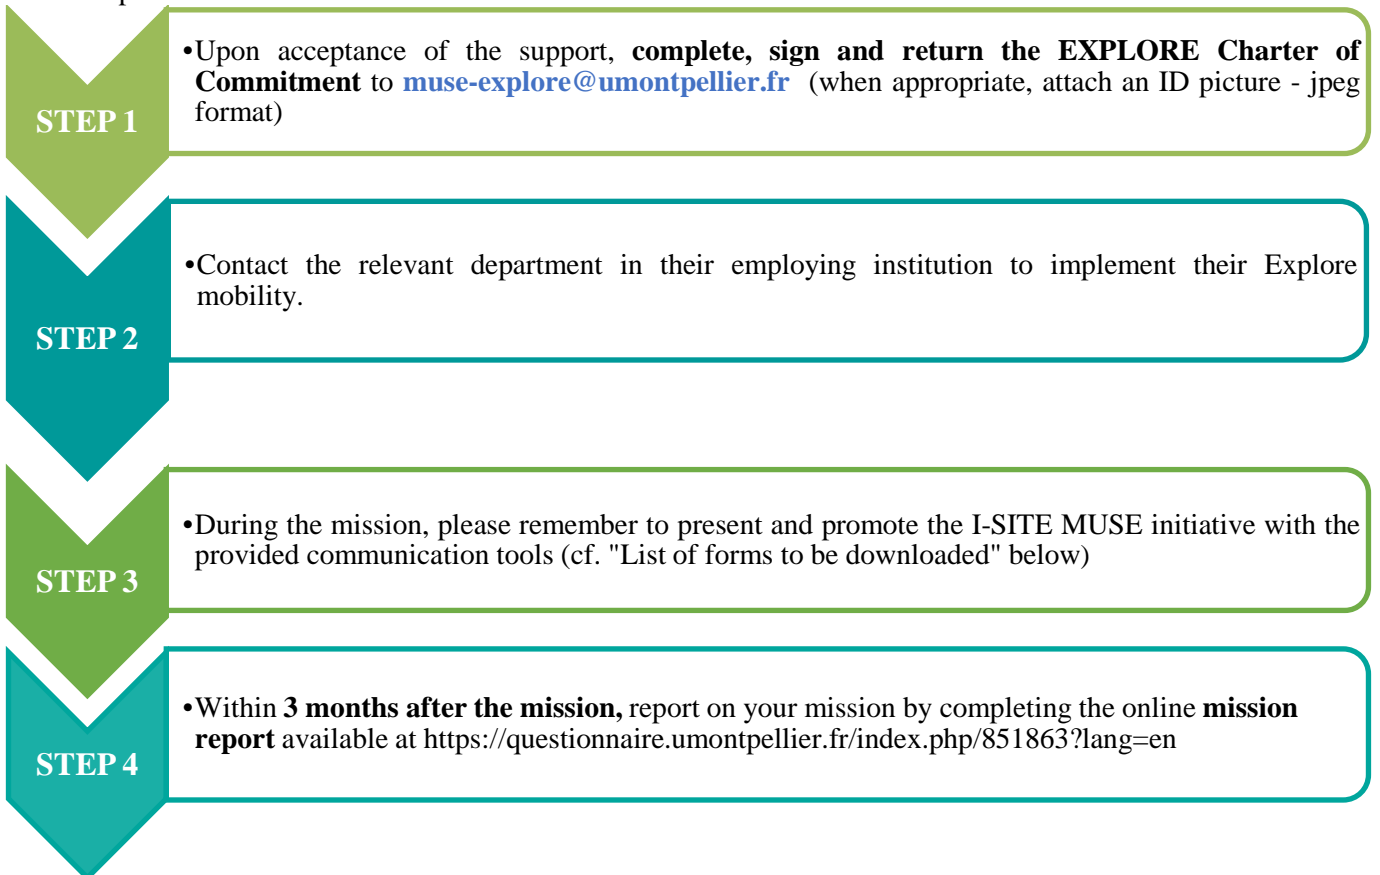 STEP 1
•Upon acceptance of the support, complete, sign and return the EXPLORE Charter of
Commitment to muse-explore@umontpellier.fr (when appropriate, attach an ID picture - jpeg
format)
STEP 2
•Contact the relevant department in their employing institution to implement their Explore
mobility.
STEP 3
•During the mission, please remember to present and promote the I-SITE MUSE initiative with the
provided communication tools (cf. "List of forms to be downloaded" below)
STEP 4
•Within 3 months after the mission, report on your mission by completing the online mission
report available at https://questionnaire.umontpellier.fr/index.php/851863?lang=en